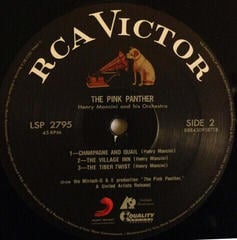 RCA VICTOR
THE PINK PANTHER
Henry Mancini and his Orchestra
LSP 2795
45 RPM
SIDE 2
1—CHAMPAGNE AND QUAIL (Henry Mancini)
2—THE VILLAGE INN (Henry Mancini)
3—THE TIBER TWIST (Henry Mancini)
(from the Mirisch-G & E production "The Pink Panther,"
A United Artists Release)
QUALITY